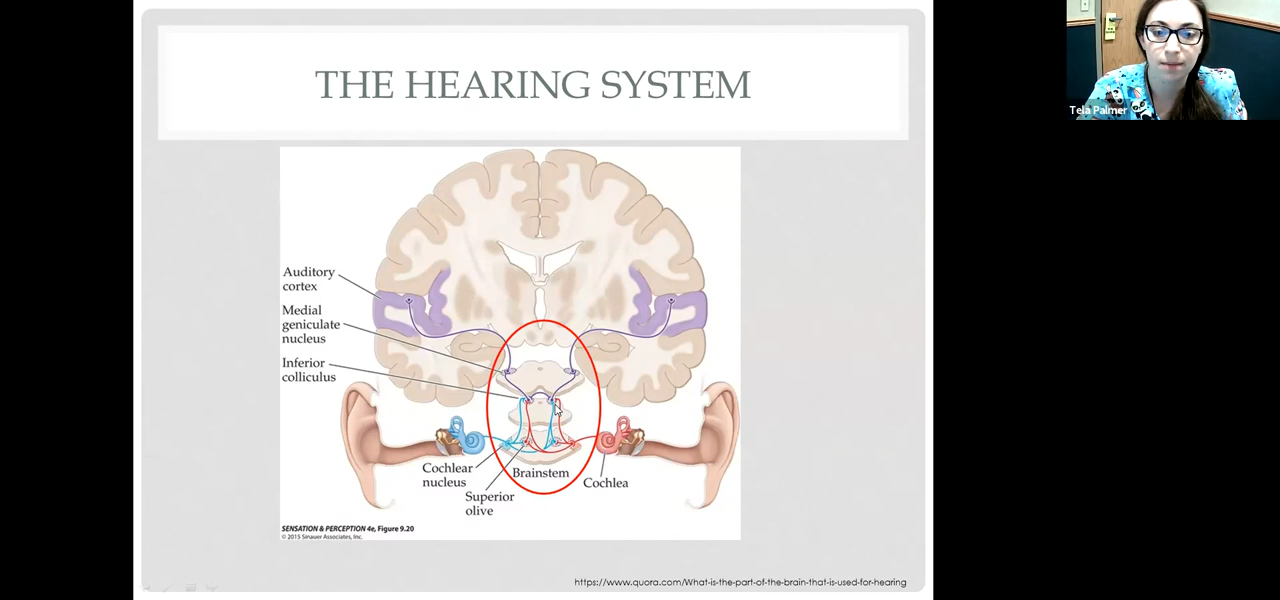 THE HEARING SYSTEM
Tela Palmer
Auditory
cortex
Medial
geniculate
nucleus
Inferior
colliculus
Cochlear
nucleus
Superior
olive
Brainstem
Cochlea
SENSATION & PERCEPTION 4e, Figure 9.20
© 2015 Sinauer Associates, Inc.
https://www.quora.com/What-is-the-part-of-the-brain-that-is-used-for-hearing